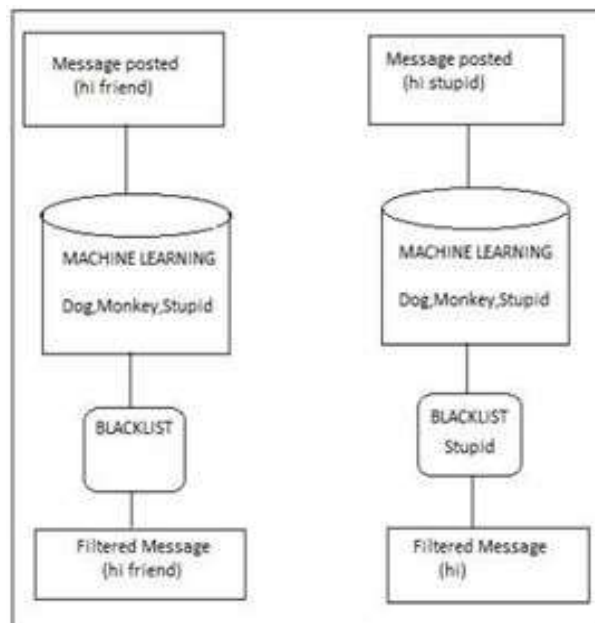 Message posted
(hi friend)
MACHINE LEARNING
Dog,Monkey,Stupid
BLACKLIST
Filtered Message
(hi friend)
Message posted
(hi stupid)
MACHINE LEARNING
Dog,Monkey,Stupid
BLACKLIST
Stupid
Filtered Message
(hi)